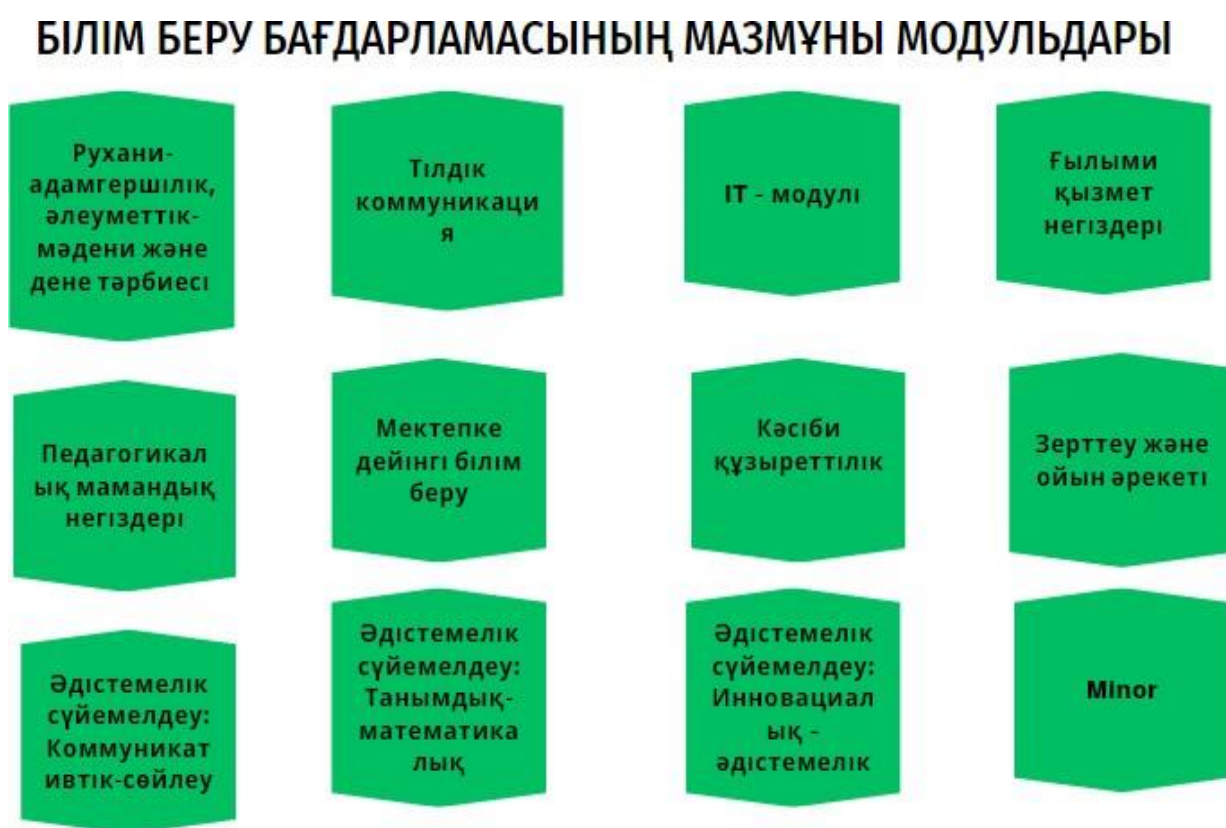 БІЛІМ БЕРУ БАҒДАРЛАМАСЫНЫҢ МАЗМҰНЫ МОДУЛЬДАРЫ
Рухани-
адамгершілік,
әлеуметтік-
мәдени және
дене тәрбиесі
Тілдік
коммуникаци
я
IT - модулі
Ғылыми
қызмет
негіздері
Педагогикал
ық мамандық
негіздері
Мектепке
дейінгі білім
беру
Кәсіби
құзыреттілік
Зерттеу және
ойын әрекеті
Әдістемелік
сүйемелдеу:
Коммуникат
ивтік-сөйлеу
Әдістемелік
сүйемелдеу:
Танымдық-
математика
лық
Әдістемелік
сүйемелдеу:
Инновациал
ық -
әдістемелік
Minor